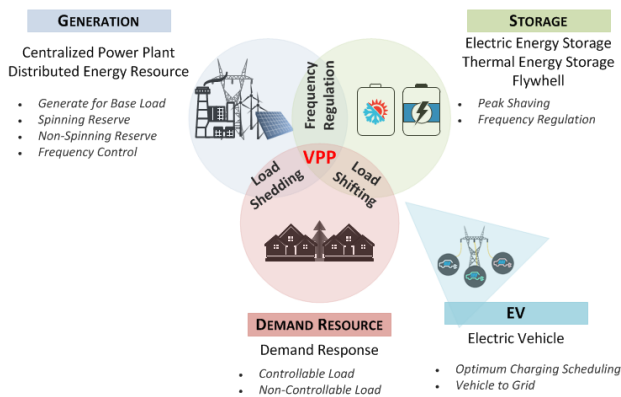 GENERATION
Centralized Power Plant
Distributed Energy Resource
• Generate for Base Load
• Spinning Reserve
• Non-Spinning Reserve
• Frequency Control
STORAGE
Electric Energy Storage
Thermal Energy Storage
Flywhell
• Peak Shaving
• Frequency Regulation
Frequency
Regulation
VPP
Load
Shedding
Load
Shifting
DEMAND RESOURCE
Demand Response
• Controllable Load
• Non-Controllable Load
EV
Electric Vehicle
• Optimum Charging Scheduling
• Vehicle to Grid